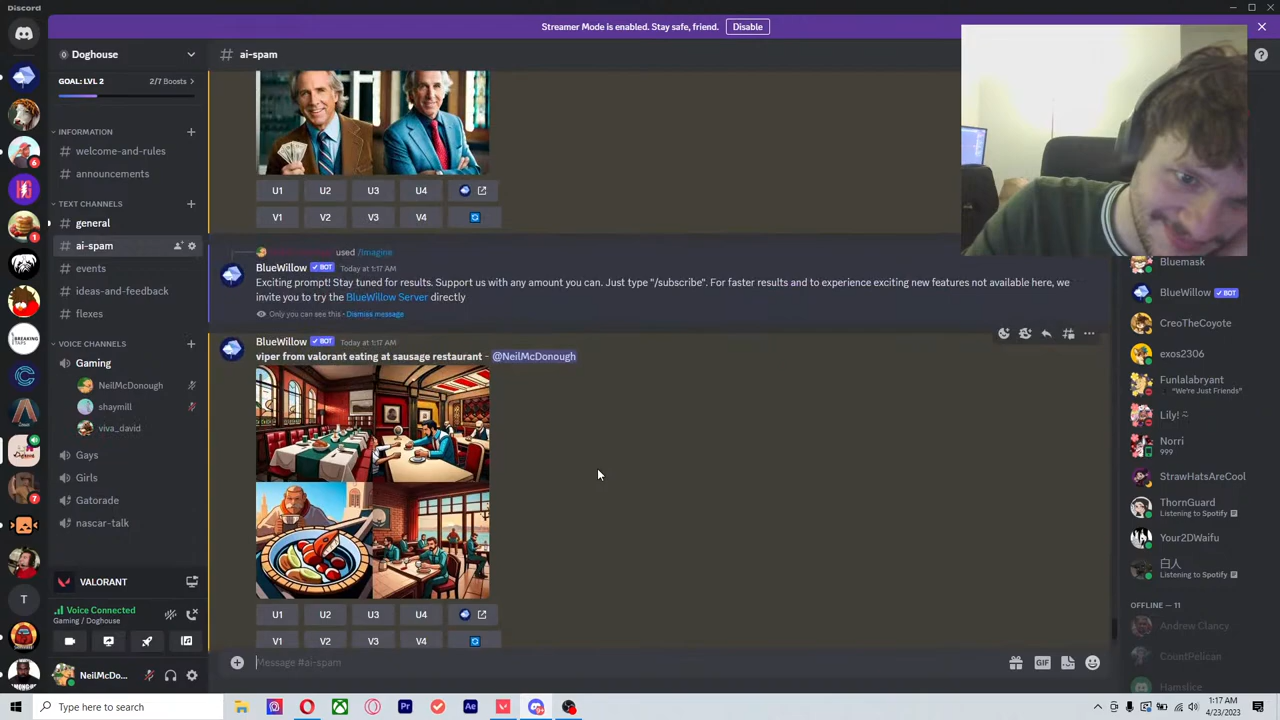 Discord
Streamer Mode is enabled. Stay safe, friend.
Disable
Doghouse
GOAL: LVL 2
2/7 Boosts
INFORMATION
welcome-and-rules
announcements
TEXT CHANNELS
general
ai-spam
events
ideas-and-feedback
flexes
VOICE CHANNELS
Gaming
NeilMcDonough
shaymill
viva_david
Gays
Girls
Gatorade
nascar-talk
VALORANT
Voice Connected
Gaming / Doghouse
NeilMcDo...
6
1
BREAKING
TAPS
7
T
ai-spam
U1 U2 U3 U4
V1 V2 V3 V4
used /imagine
BlueWillow BOT Today at 1:17 AM
Exciting prompt! Stay tuned for results. Support us with any amount you can. Just type "/subscribe". For faster results and to experience exciting new features not available here, we
invite you to try the BlueWillow Server directly
Only you can see this • Dismiss message
BlueWillow BOT Today at 1:17 AM
viper from valorant eating at sausage restaurant - @NeilMcDonough
U1 U2 U3 U4
V1 V2 V3 V4
Message #ai-spam
GIF
Bluemask
BlueWillow BOT
CreoTheCoyote
exos2306
Funlalabryant
"We're Just Friends"
Lily!
Norri
999
StrawHatsAreCool
ThornGuard
Listening to Spotify
Your2DWaifu
白人
Listening to Spotify
OFFLINE — 11
Andrew Clancy
CountPelican
Hamslice
Type here to search
Pr
Ae
1:17 AM
4/23/2023